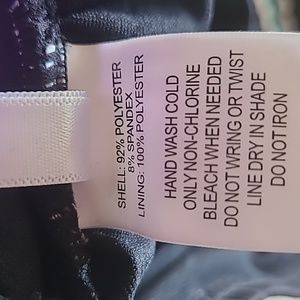 SHELL: 92% POLYESTER
8% SPANDEX
LINING: 100% POLYESTER
HAND WASH COLD
ONLY NON-CHLORINE
BLEACH WHEN NEEDED
DO NOT WRING OR TWIST
LINE DRY IN SHADE
DO NOT IRON